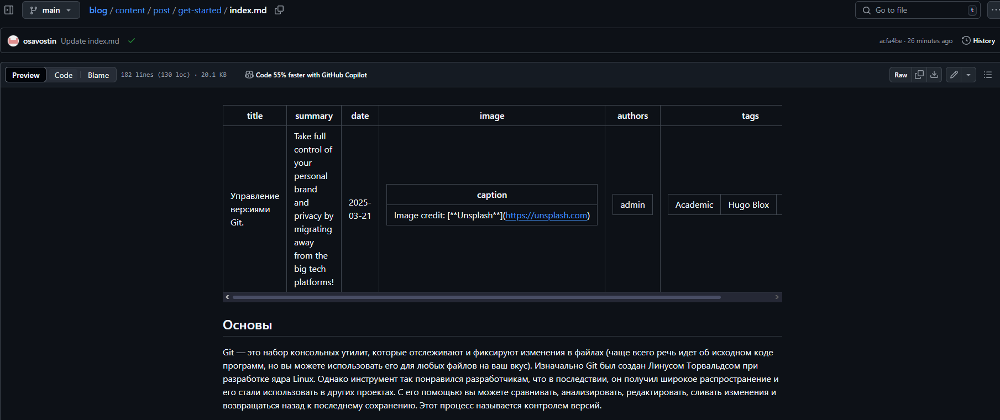 main
blog / content / post / get-started / index.md
Go to file
t
osavostin Update index.md
acfa4be · 26 minutes ago
History
Preview
Code
Blame
182 lines (130 loc) · 20.1 KB
Code 55% faster with GitHub Copilot
Raw
title summary date image authors tags
Управление
версиями
Git.
Take full
control of
your
personal
brand
and
privacy by
migrating
away
from the
big tech
platforms!
2025-
03-21
caption
Image credit: [**Unsplash**](https://unsplash.com)
admin
Academic Hugo Blox
Основы
Git — это набор консольных утилит, которые отслеживают и фиксируют изменения в файлах (чаще всего речь идет об исходном коде
программ, но вы можете использовать его для любых файлов на ваш вкус). Изначально Git был создан Линусом Торвальдсом при
разработке ядра Linux. Однако инструмент так понравился разработчикам, что в последствии, он получил широкое распространение и
его стали использовать в других проектах. С его помощью вы можете сравнивать, анализировать, редактировать, сливать изменения и
возвращаться назад к последнему сохранению. Этот процесс называется контролем версий.